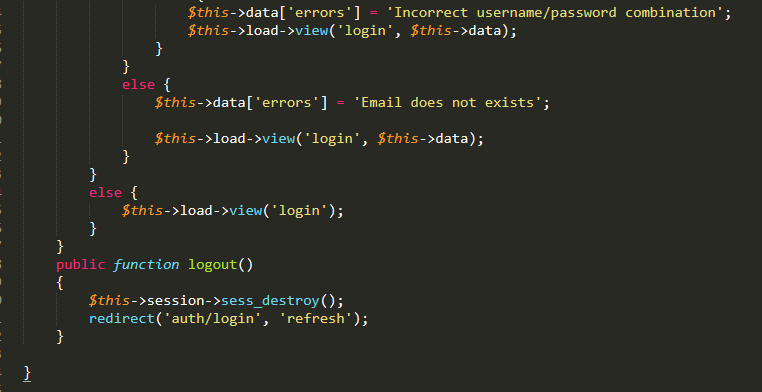 $this->data['errors'] = 'Incorrect username/password combination';
$this->load->view('login', $this->data);
}
}
else {
$this->data['errors'] = 'Email does not exists';
$this->load->view('login', $this->data);
}
}
else {
$this->load->view('login');
}
}
public function logout()
{
$this->session->sess_destroy();
redirect('auth/login', 'refresh');
}
}